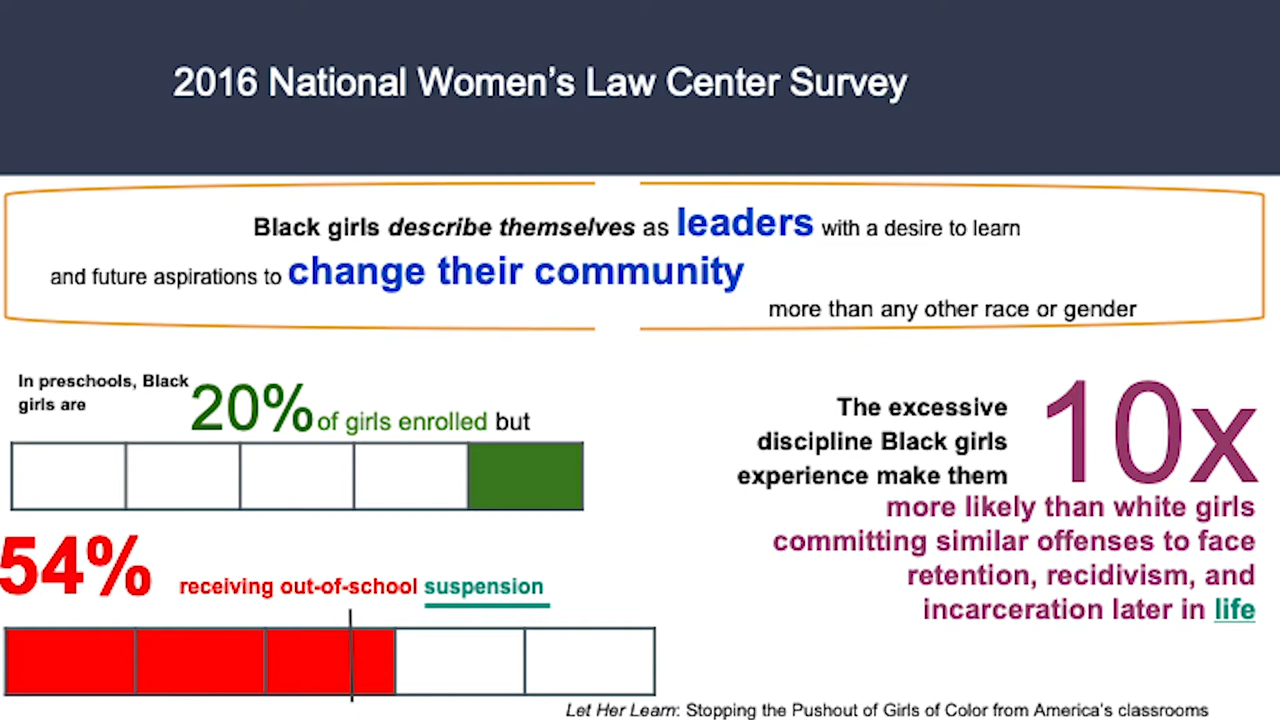 2016 National Women's Law Center Survey
Black girls describe themselves as leaders with a desire to learn
and future aspirations to change their community
more than any other race or gender
In preschools, Black
girls are 20% of girls enrolled but
54% receiving out-of-school suspension
The excessive
discipline Black girls
experience make them
10x
more likely than white girls
committing similar offenses to face
retention, recidivism, and
incarceration later in life
Let Her Learn: Stopping the Pushout of Girls of Color from America's classrooms